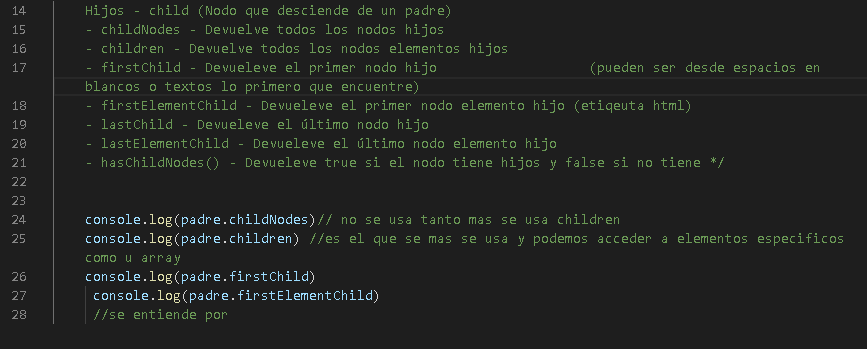 14 Hijos - child (Nodo que desciende de un padre)
15 - childNodes - Devuelve todos los nodos hijos
16 - children - Devuelve todos los nodos elementos hijos
17 - firstChild - Devueleve el primer nodo hijo (pueden ser desde espacios en
blancos o textos lo primero que encuentre)
18 - firstElementChild - Devueleve el primer nodo elemento hijo (etiqeuta html)
19 - lastChild - Devueleve el último nodo hijo
20 - lastElementChild - Devueleve el último nodo elemento hijo
21 - hasChildNodes() - Devueleve true si el nodo tiene hijos y false si no tiene */
22
23
24 console.log(padre.childNodes)// no se usa tanto mas se usa children
25 console.log(padre.children) //es el que se mas se usa y podemos acceder a elementos especificos
como u array
26 console.log(padre.firstChild)
27 console.log(padre.firstElementChild)
28 //se entiende por